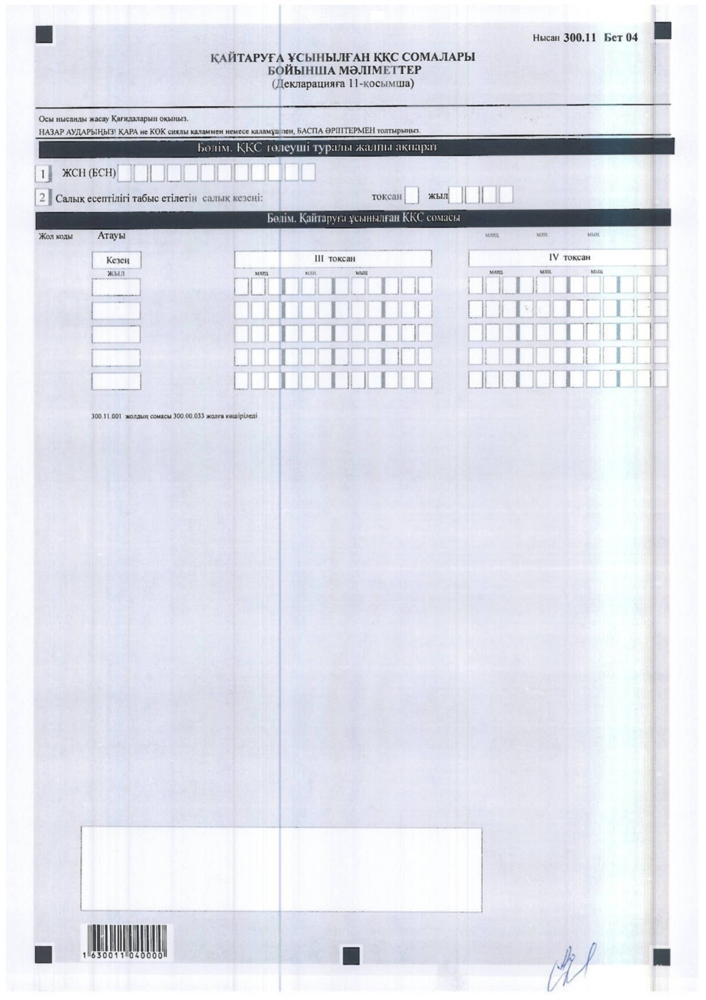 Нысан 300.11 Бет 04
ҚАЙТАРУҒА ҰСЫНЫЛҒАН ҚҚС СОМАЛАРЫ
БОЙЫНША МӘЛІМЕТТЕР
(Декларацияға 11-қосымша)
Осы нысанды жасау Қағидаларын оқыңыз.
НАЗАР АУДАРЫҢЫЗ! ҚАРА не КӨК сиялы қаламмен немесе қаламұшпен, БАСПА ӘРІПТЕРМЕН толтырыңыз.
Бөлім. ҚҚС төлеуші туралы жалпы ақпарат
1 ЖСН (БСН)
2 Салық есептілігі табыс етілетін салық кезеңі: тоқсан жыл
Бөлім. Қайтаруға ұсынылған ҚҚС сомасы
Жол коды Атауы млрд. млн. мың
Кезең III тоқсан IV тоқсан
жыл млрд. млн. мың млрд. млн. мың
300.11.001 жолдың сомасы 300.00.033 жолға көшіріледі
1 630011 040000